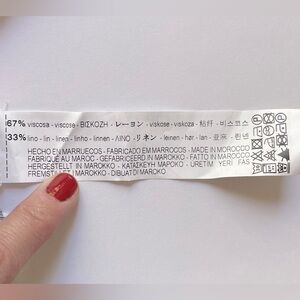 67% viscosa - viscose - ΒΙΣΚΟΖΗ - レーヨン - viskose - viskoza - 粘纤 - 비스코스
33% lino - lin - linen - linho - linnen - ΛΙΝΟ - リネン - leinen - hør - lan - 亚麻 - 린넨
HECHO EN MARRUECOS - FABRICADO EM MARROCOS - MADE IN MOROCCO
FABRIQUÉ AU MAROC - GEFABRICEERD IN MAROKKO - FATTO IN MAROCCO
HERGESTELLT IN MAROKKO - ΚΑΤΑΣΚΕΥΗ ΜΑΡΟΚΟ - ÜRETİM YERİ FAS
FREMSTILLET I MAROKKO - DIBUAT DI MAROKO